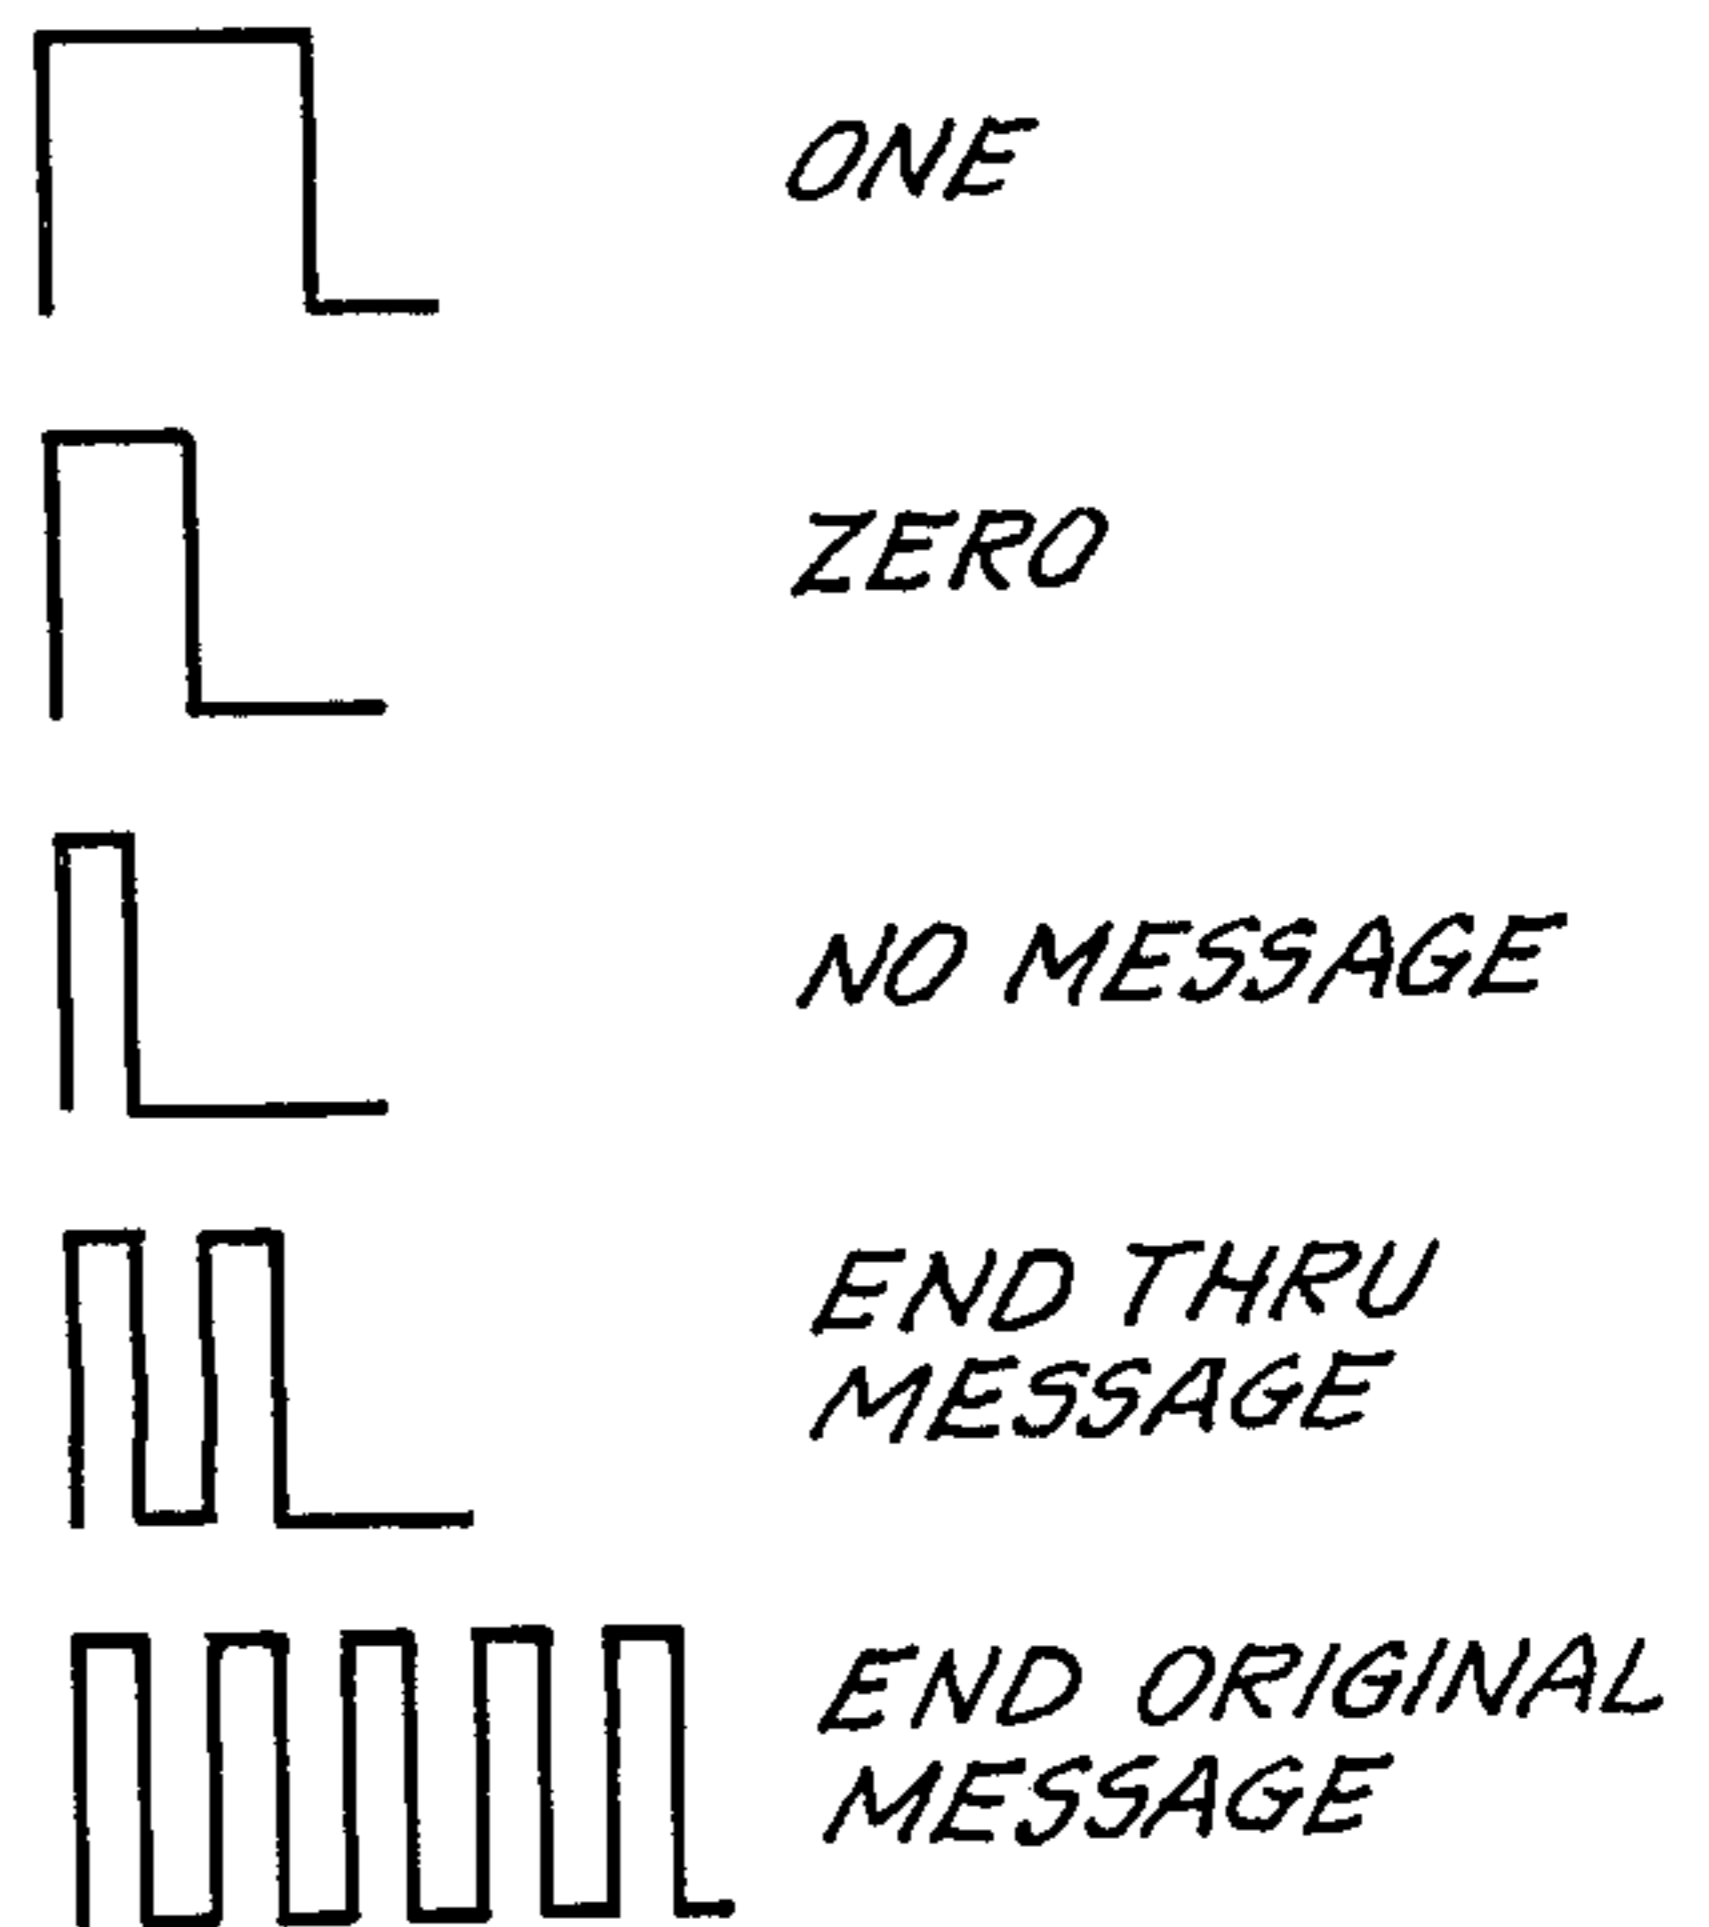 ONE
ZERO
NO MESSAGE
END THRU
MESSAGE
END ORIGINAL
MESSAGE